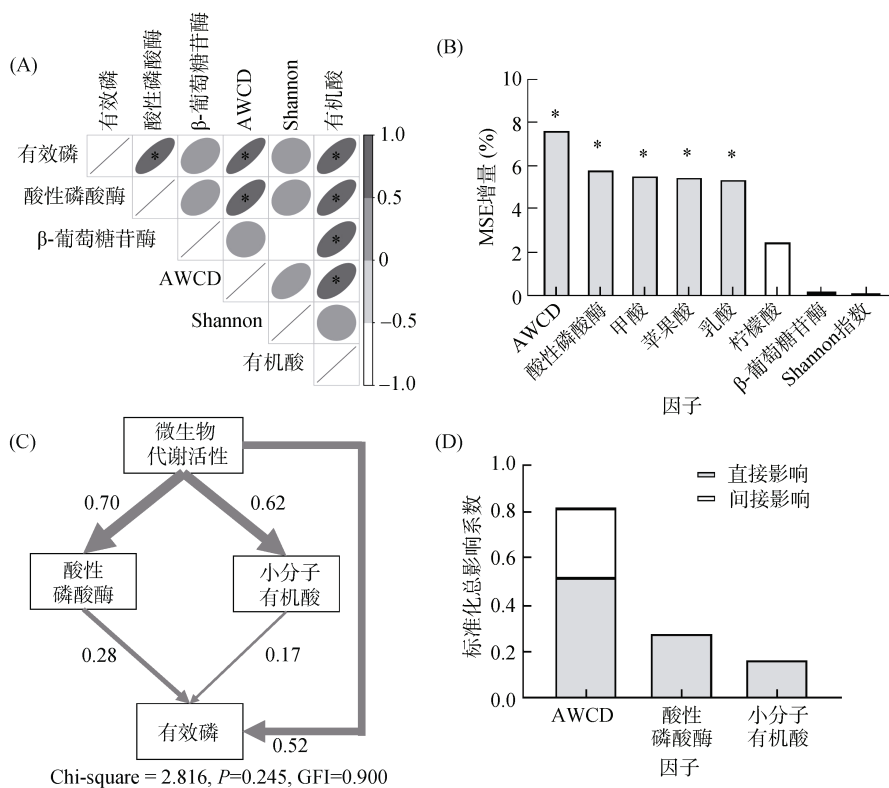 (A)
有效磷
酸性磷酸酶
β-葡萄糖苷酶
AWCD
Shannon
有机酸
有效磷
酸性磷酸酶
β-葡萄糖苷酶
AWCD
Shannon
有机酸
* * *
* *
*
*
1.0
0.5
0
−0.5
−1.0
(B)
MSE增量 (%)
10
8
6
4
2
0
* * * * *
AWCD
酸性磷酸酶
甲酸
苹果酸
乳酸
柠檬酸
β-葡萄糖苷酶
Shannon指数
因子
(C)
微生物
代谢活性
0.70
0.62
酸性
磷酸酶
小分子
有机酸
0.28
0.17
有效磷
0.52
Chi-square = 2.816, P=0.245, GFI=0.900
(D)
标准化总影响系数
1.0
0.8
0.6
0.4
0.2
0.0
直接影响
间接影响
AWCD
酸性
磷酸酶
小分子
有机酸
因子